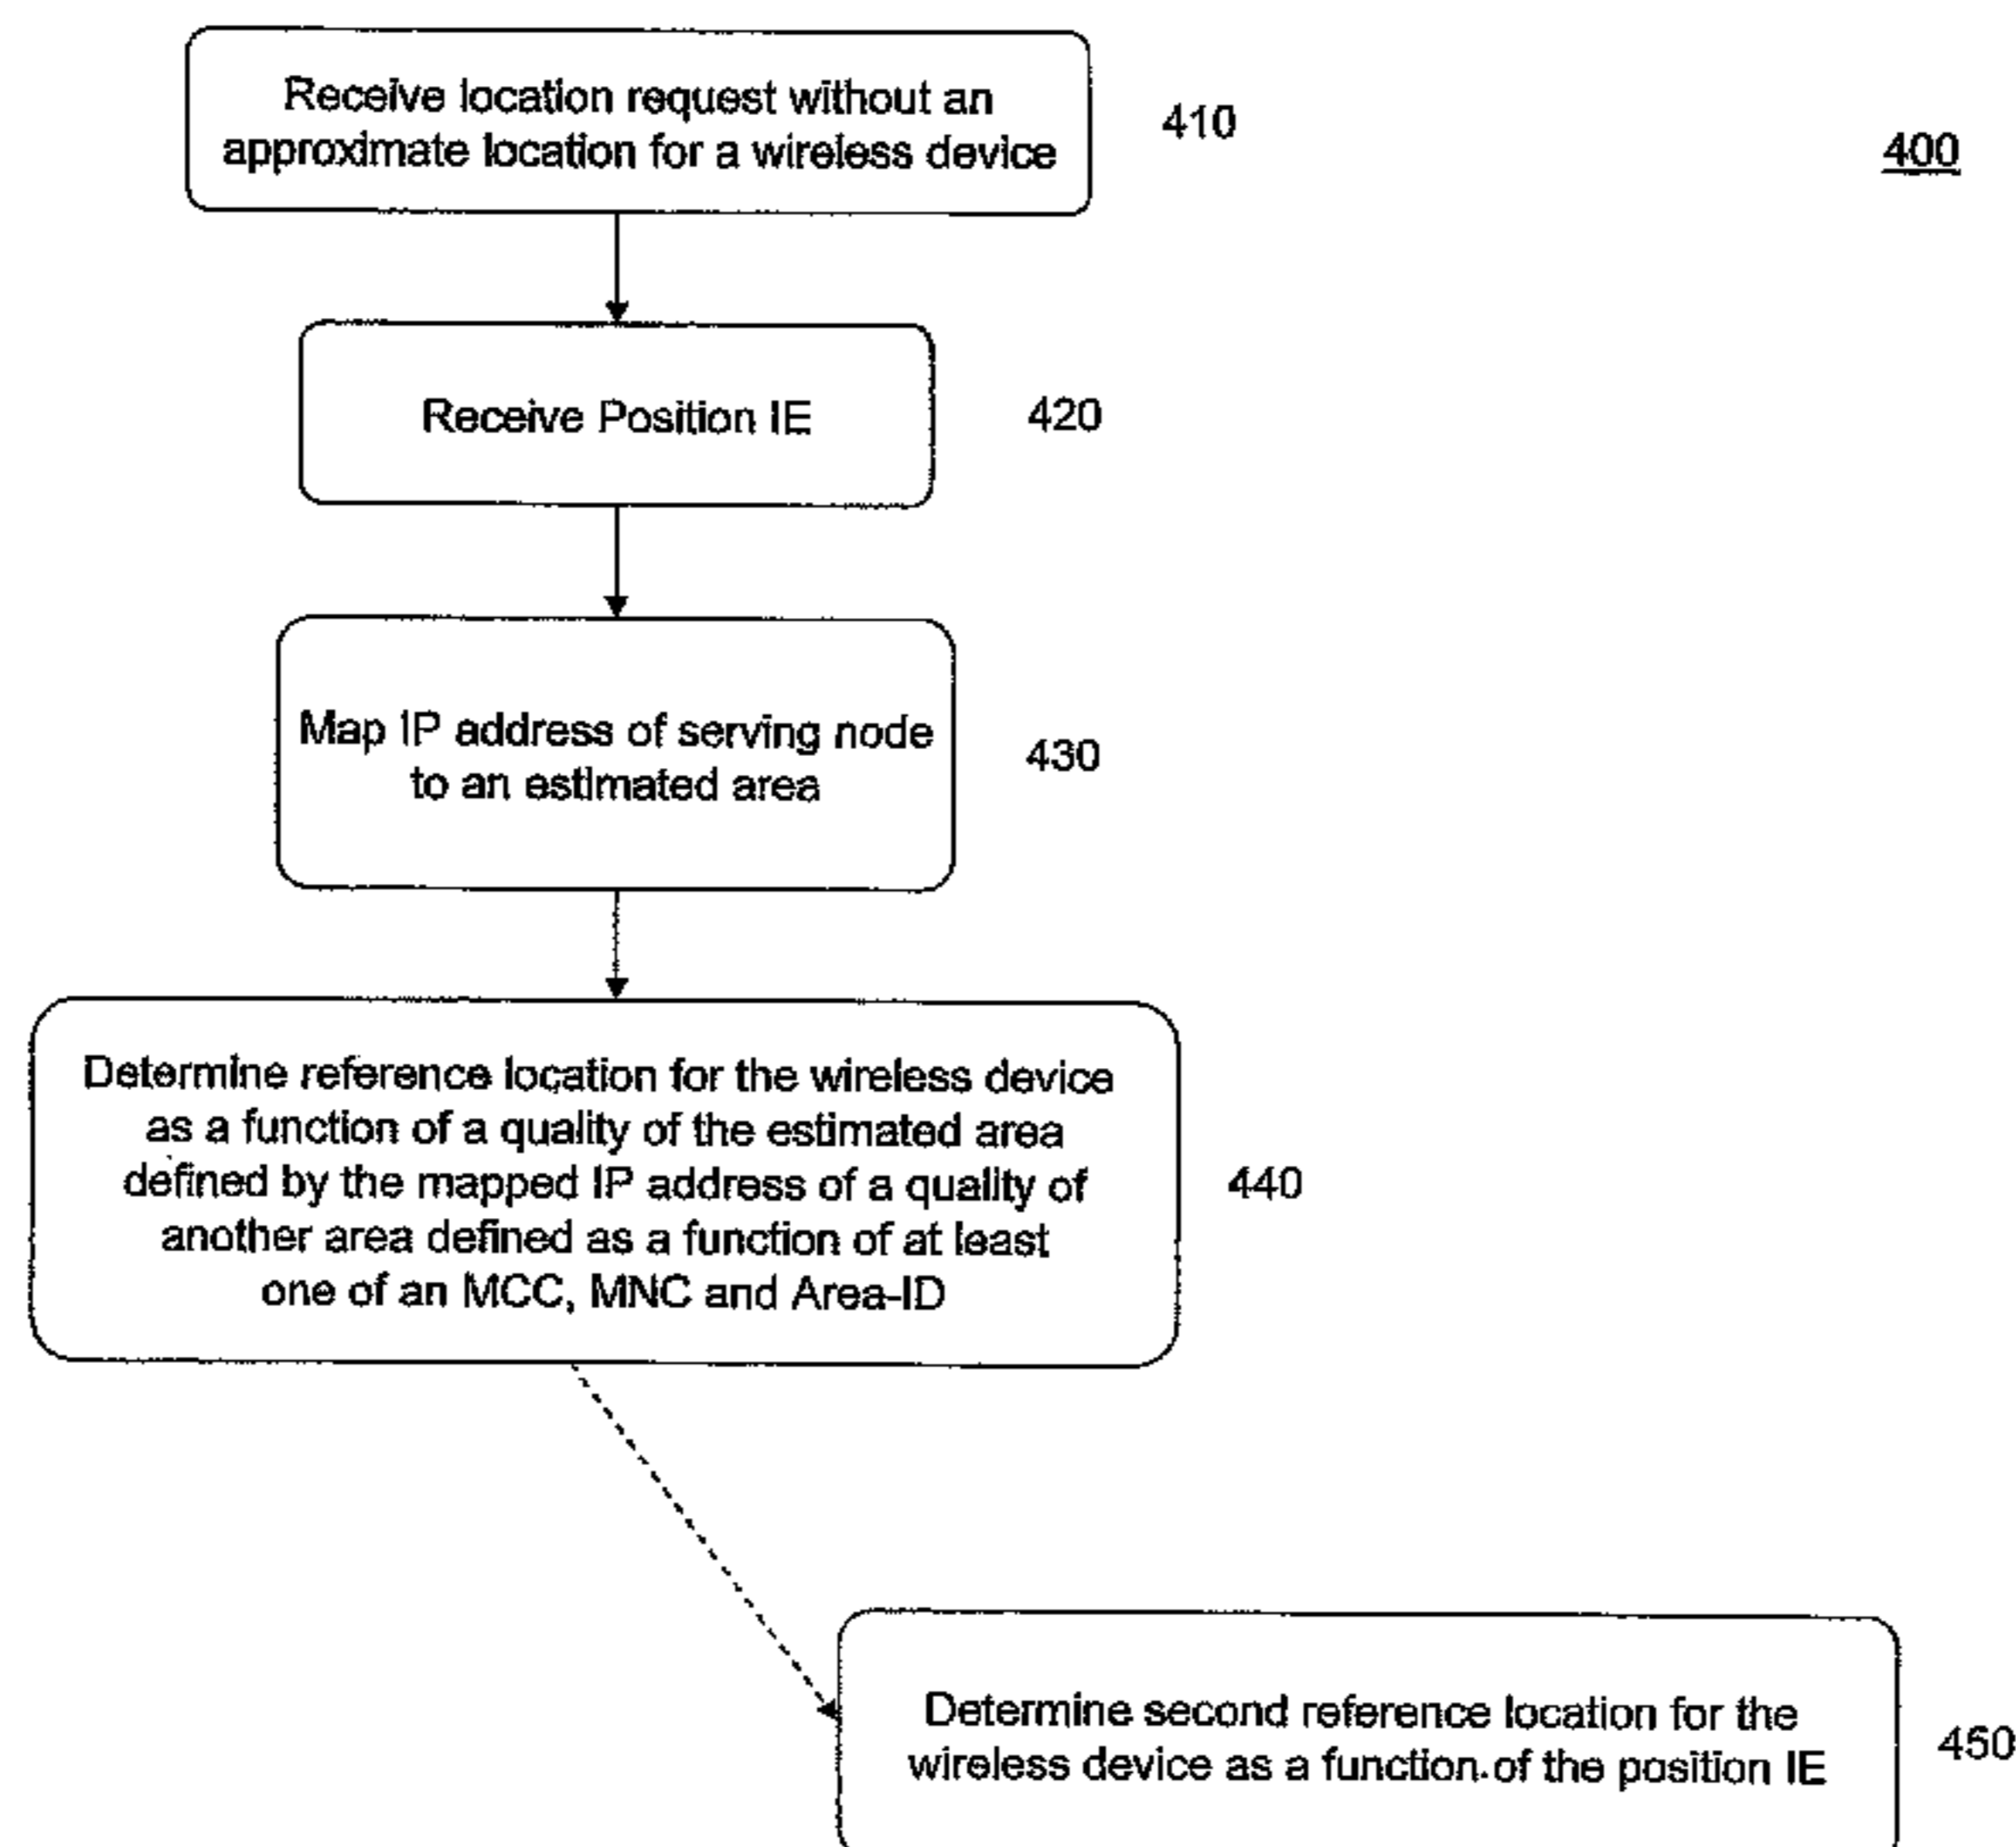 Receive location request without an
approximate location for a wireless device
410
400
Receive Position IE
420
Map IP address of serving node
to an estimated area
430
Determine reference location for the wireless device
as a function of a quality of the estimated area
defined by the mapped IP address of a quality of
another area defined as a function of at least
one of an MCC, MNC and Area-ID
440
Determine second reference location for the
wireless device as a function of the position IE
450